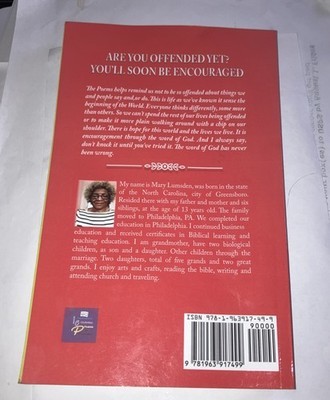 ARE YOU OFFENDED YET?
YOU'LL SOON BE ENCOURAGED
The Poems helps remind us not to be so offended about things we
and people say and,or do. This is life as we've known it sense the
beginning of the World. Everyone thinks differently, some more
than others. So we can't spend the rest of our lives being offended
or to make it more plain walking around with a chip on our
shoulder. There is hope for this world and the lives we live. It is
encouragement through the word of God. And I always say,
don't knock it until you've tried it. The word of God has never
been wrong.
My name is Mary Lumsden, was born in the state
of the North Carolina, city of Greensboro.
Resided there with my father and mother and six
siblings, at the age of 13 years old. The family
moved to Philadelphia, PA. We completed our
education in Philadelphia. I continued business
education and received certificates in Biblical learning and
teaching education. I am grandmother, have two biological
children, as son and a daughter. Other children through the
marriage. Two daughters, total of five grands and two great
grands. I enjoy arts and crafts, reading the bible, writing and
attending church and traveling.
ISBN 978-1-963917-49-9
90000
9 781963 917499